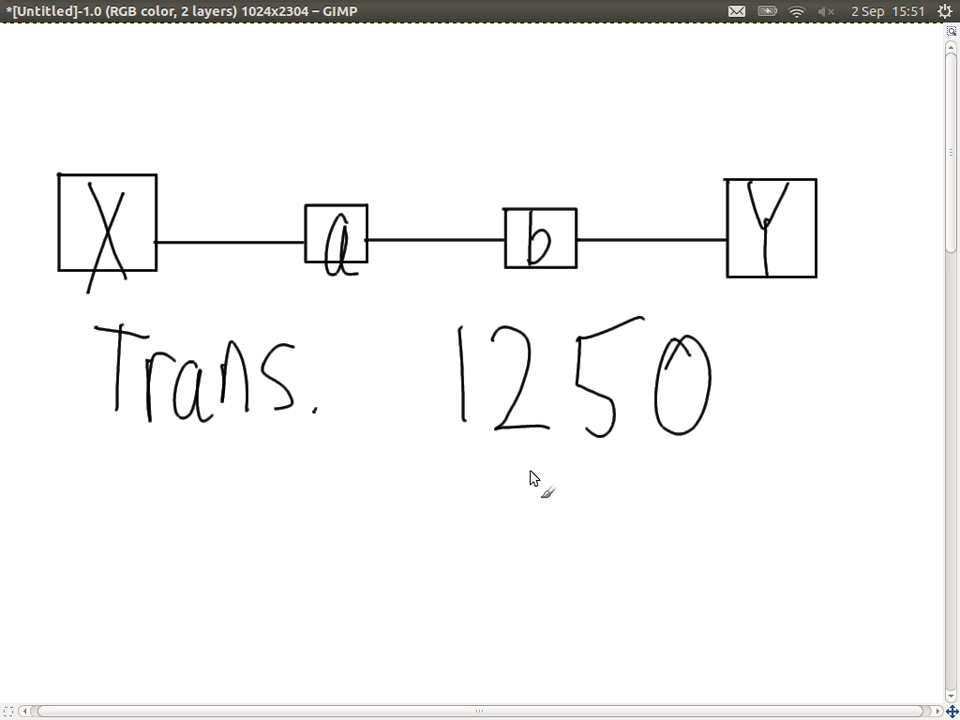 *[Untitled]-1.0 (RGB color, 2 layers) 1024x2304 – GIMP 2 Sep 15:51
X a b Y
Trans. 1250